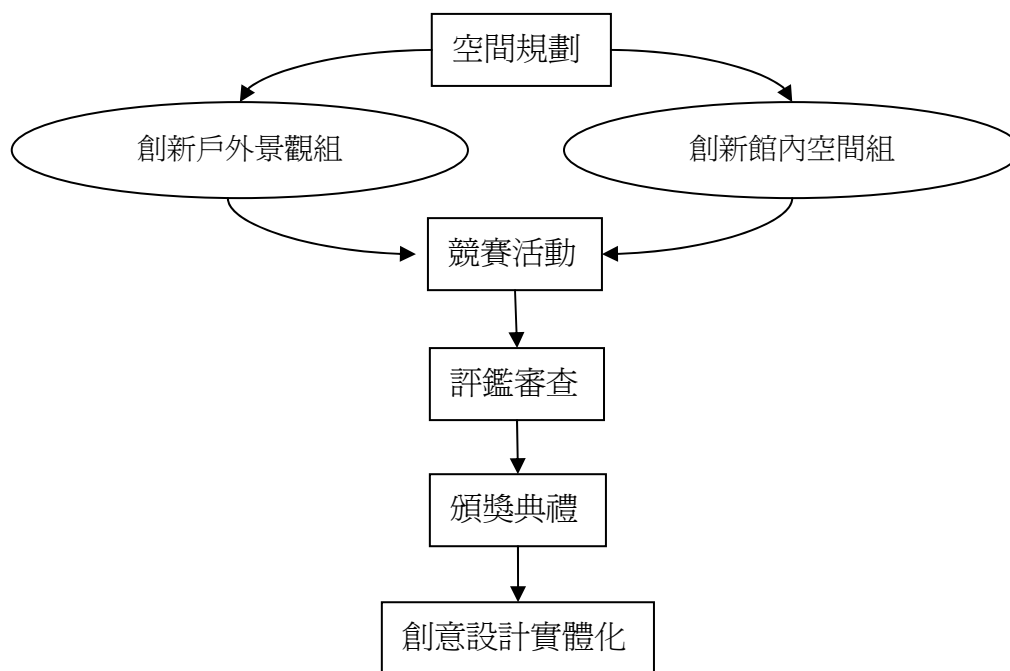 空間規劃
創新戶外景觀組
創新館內空間組
競賽活動
評鑑審查
頒獎典禮
創意設計實體化